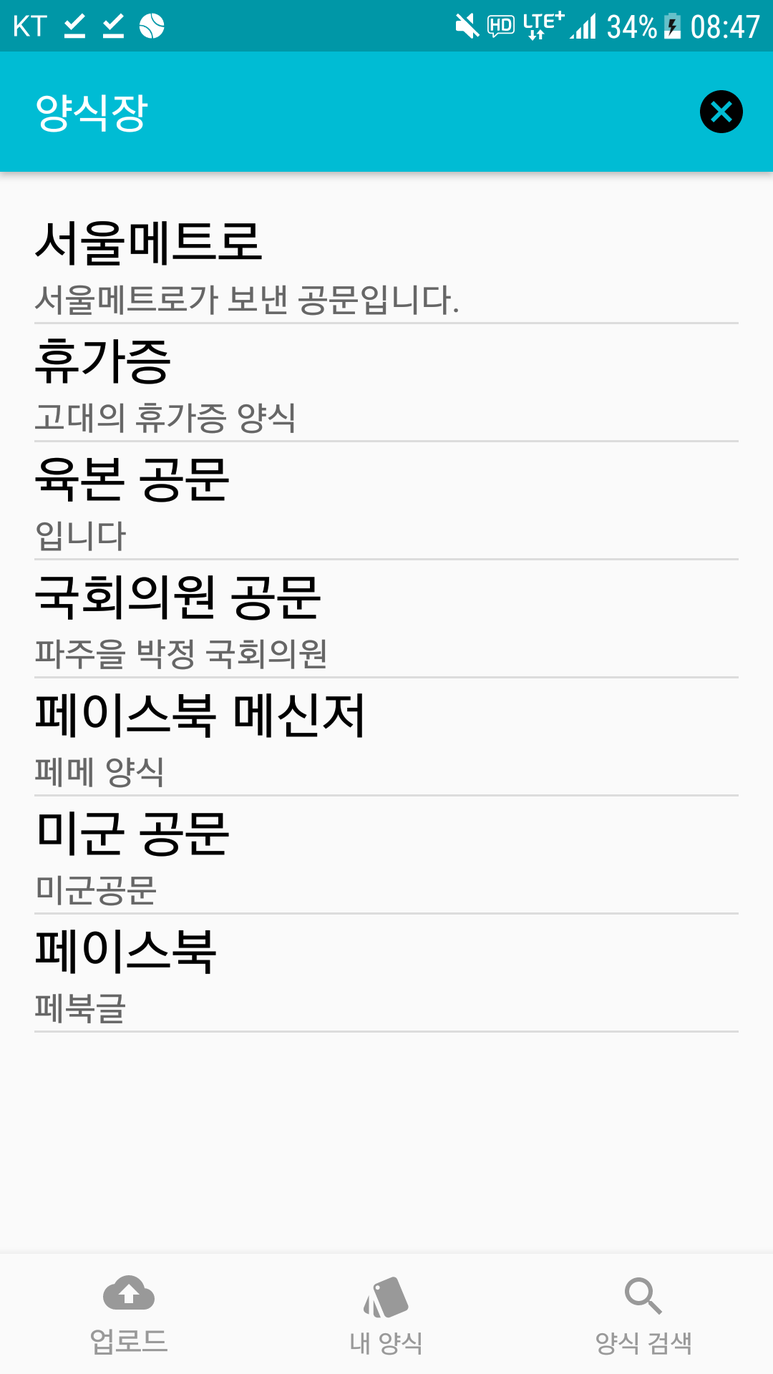 KT HD LTE+ 34% 08:47
양식장
서울메트로
서울메트로가 보낸 공문입니다.
휴가증
고대의 휴가증 양식
육본 공문
입니다
국회의원 공문
파주을 박정 국회의원
페이스북 메신저
페메 양식
미군 공문
미군공문
페이스북
페북글
업로드 내 양식 양식 검색